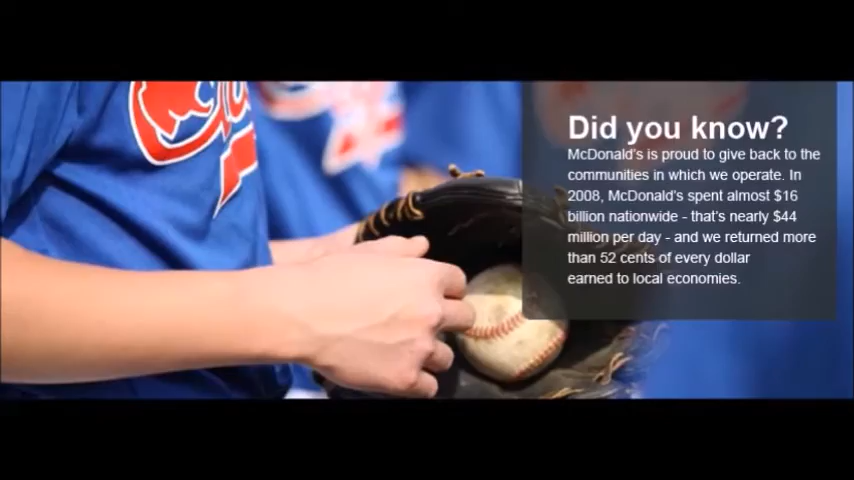 Did you know?
McDonald's is proud to give back to the
communities in which we operate. In
2008, McDonald's spent almost $16
billion nationwide - that's nearly $44
million per day - and we returned more
than 52 cents of every dollar
earned to local economies.